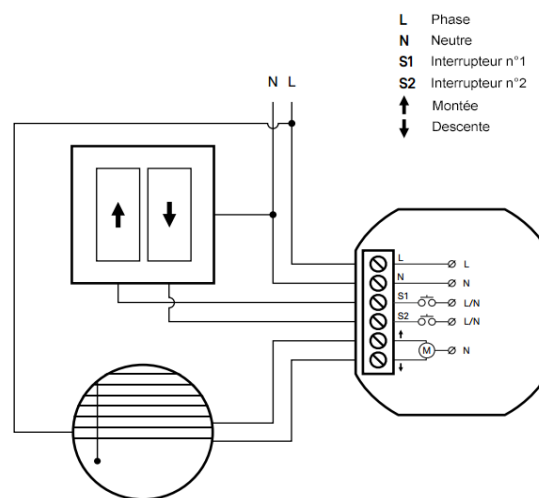 L Phase
N Neutre
S1 Interrupteur n°1
S2 Interrupteur n°2
Montée
Descente
N L
L L
N N
S1 L/N
S2 L/N
M N